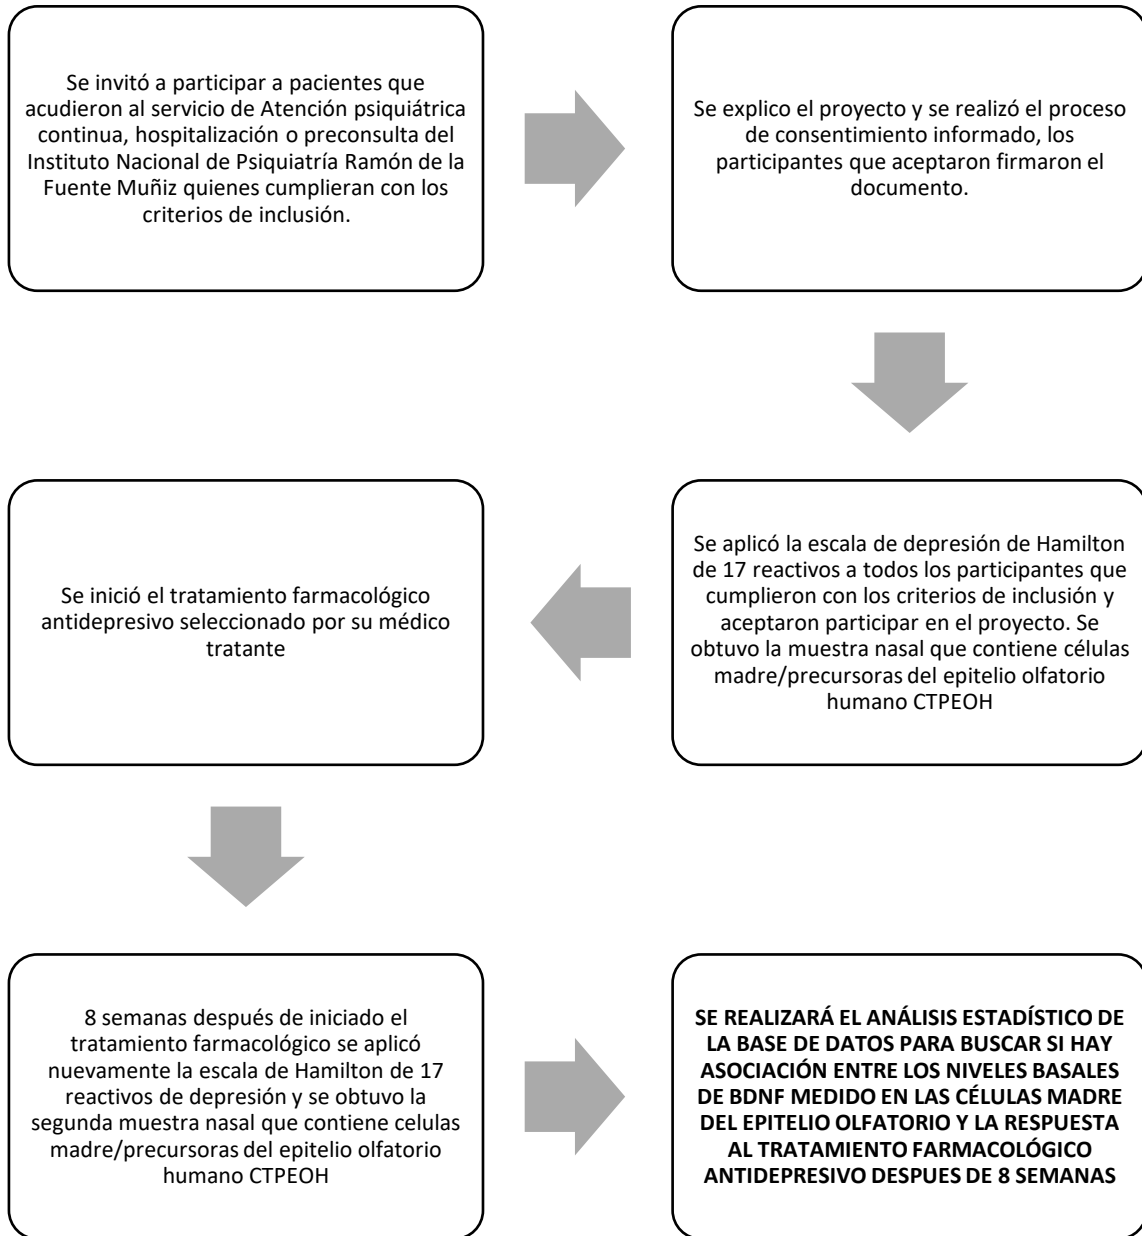 Se invitó a participar a pacientes que
acudieron al servicio de Atención psiquiátrica
continua, hospitalización o preconsulta del
Instituto Nacional de Psiquiatría Ramón de la
Fuente Muñiz quienes cumplieran con los
criterios de inclusión.
Se explico el proyecto y se realizó el proceso
de consentimiento informado, los
participantes que aceptaron firmaron el
documento.
Se aplicó la escala de depresión de Hamilton
de 17 reactivos a todos los participantes que
cumplieron con los criterios de inclusión y
aceptaron participar en el proyecto. Se
obtuvo la muestra nasal que contiene células
madre/precursoras del epitelio olfatorio
humano CTPEOH
Se inició el tratamiento farmacológico
antidepresivo seleccionado por su médico
tratante
8 semanas después de iniciado el
tratamiento farmacológico se aplicó
nuevamente la escala de Hamilton de 17
reactivos de depresión y se obtuvo la
segunda muestra nasal que contiene celulas
madre/precursoras del epitelio olfatorio
humano CTPEOH
SE REALIZARÁ EL ANÁLISIS ESTADÍSTICO DE
LA BASE DE DATOS PARA BUSCAR SI HAY
ASOCIACIÓN ENTRE LOS NIVELES BASALES
DE BDNF MEDIDO EN LAS CÉLULAS MADRE
DEL EPITELIO OLFATORIO Y LA RESPUESTA
AL TRATAMIENTO FARMACOLÓGICO
ANTIDEPRESIVO DESPUES DE 8 SEMANAS